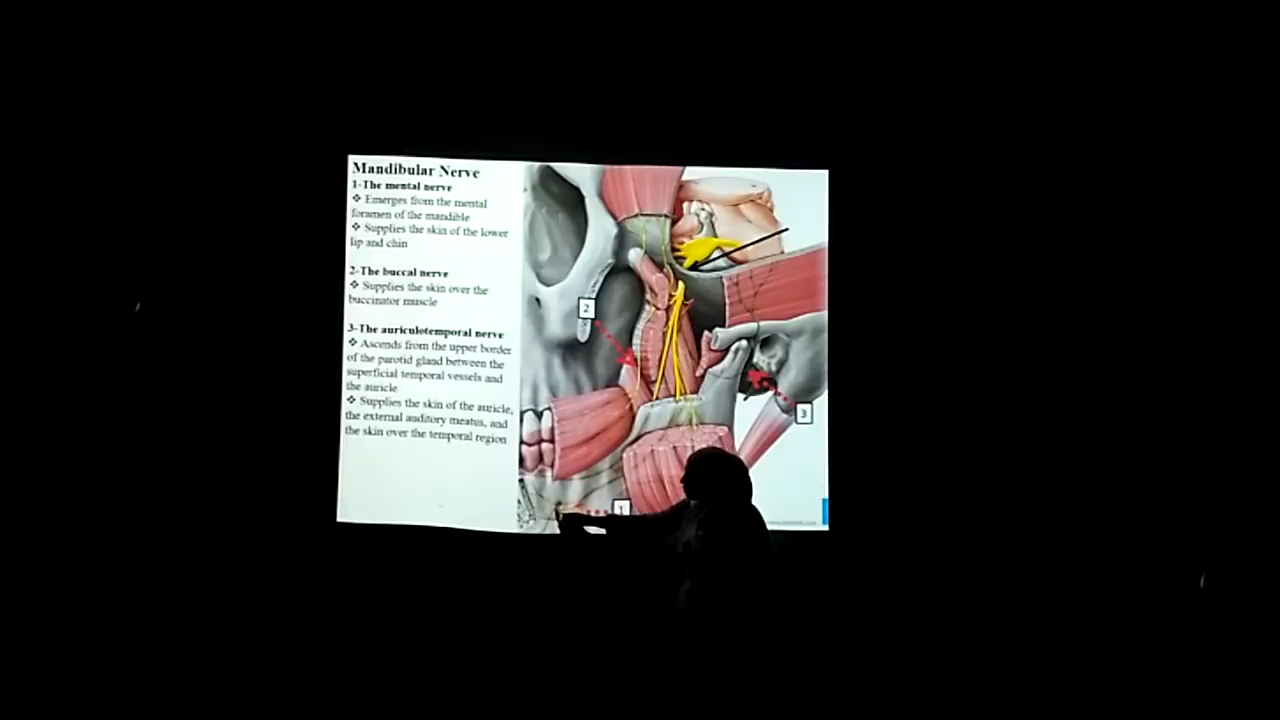 Mandibular Nerve
1-The mental nerve
❖ Emerges from the mental
foramen of the mandible
❖ Supplies the skin of the lower
lip and chin
2-The buccal nerve
❖ Supplies the skin over the
buccinator muscle
3-The auriculotemporal nerve
❖ Ascends from the upper border
of the parotid gland between the
superficial temporal vessels and
the auricle
❖ Supplies the skin of the auricle,
the external auditory meatus, and
the skin over the temporal region
2
3
1